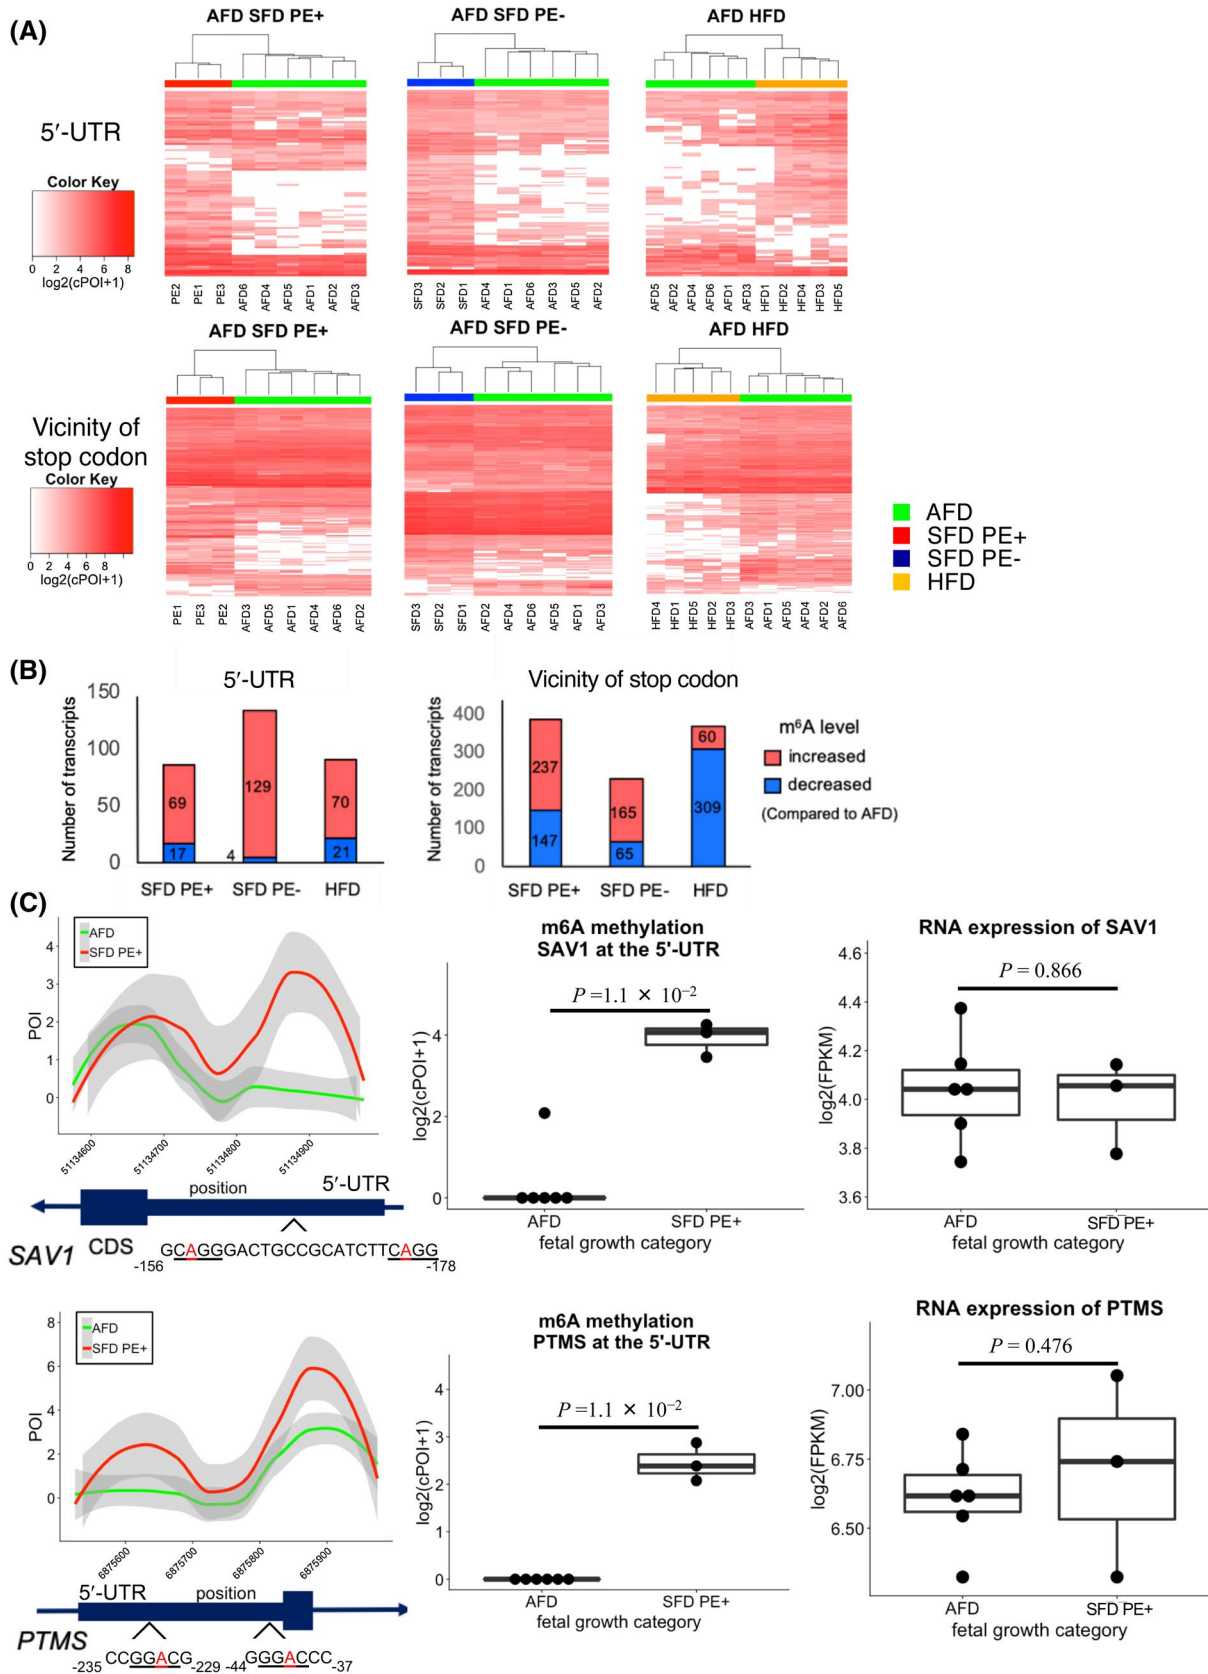 (A)
AFD SFD PE+
AFD SFD PE-
AFD HFD
5′-UTR
Color Key
0 2 4 6 8
log2(cPOI+1)
PE2 PE1 PE3 AFD6 AFD4 AFD5 AFD1 AFD2 AFD3
SFD3 SFD2 SFD1 AFD4 AFD1 AFD6 AFD3 AFD5 AFD2
AFD5 AFD2 AFD4 AFD6 AFD1 AFD3 HFD1 HFD2 HFD4 HFD3 HFD5
AFD SFD PE+
AFD SFD PE-
AFD HFD
Vicinity of
stop codon
Color Key
0 2 4 6 8
log2(cPOI+1)
PE1 PE3 PE2 AFD3 AFD5 AFD1 AFD4 AFD6 AFD2
SFD3 SFD2 SFD1 AFD2 AFD4 AFD6 AFD5 AFD1 AFD3
HFD4 HFD1 HFD5 HFD2 HFD3 AFD3 AFD1 AFD5 AFD4 AFD2 AFD6
AFD
SFD PE+
SFD PE-
HFD
(B)
5′-UTR
Number of transcripts
150
100
50
0
69
17
129
4
70
21
SFD PE+ SFD PE- HFD
Vicinity of stop codon
Number of transcripts
400
300
200
100
0
237
147
165
65
60
309
SFD PE+ SFD PE- HFD
m⁶A level
increased
decreased
(Compared to AFD)
(C)
AFD
SFD PE+
POI
4
3
2
1
0
51134600 51134700 51134800 51134900
position
5′-UTR
CDS
SAV1
GCAGGGACTGCCGCATCTTCAGG
-156
-178
m6A methylation
SAV1 at the 5'-UTR
P =1.1 × 10⁻²
log2(cPOI+1)
4
2
0
AFD SFD PE+
fetal growth category
RNA expression of SAV1
P = 0.866
log2(FPKM)
4.6
4.4
4.2
4.0
3.8
3.6
AFD SFD PE+
fetal growth category
AFD
SFD PE+
POI
8
6
4
2
0
6875600 6875700 6875800 6875900
5′-UTR
position
PTMS
-235 CCGGACG -229 -44 GGGACCC -37
m6A methylation
PTMS at the 5'-UTR
P =1.1 × 10⁻²
log2(cPOI+1)
4
3
2
1
0
AFD SFD PE+
fetal growth category
RNA expression of PTMS
P = 0.476
log2(FPKM)
7.00
6.75
6.50
AFD SFD PE+
fetal growth category